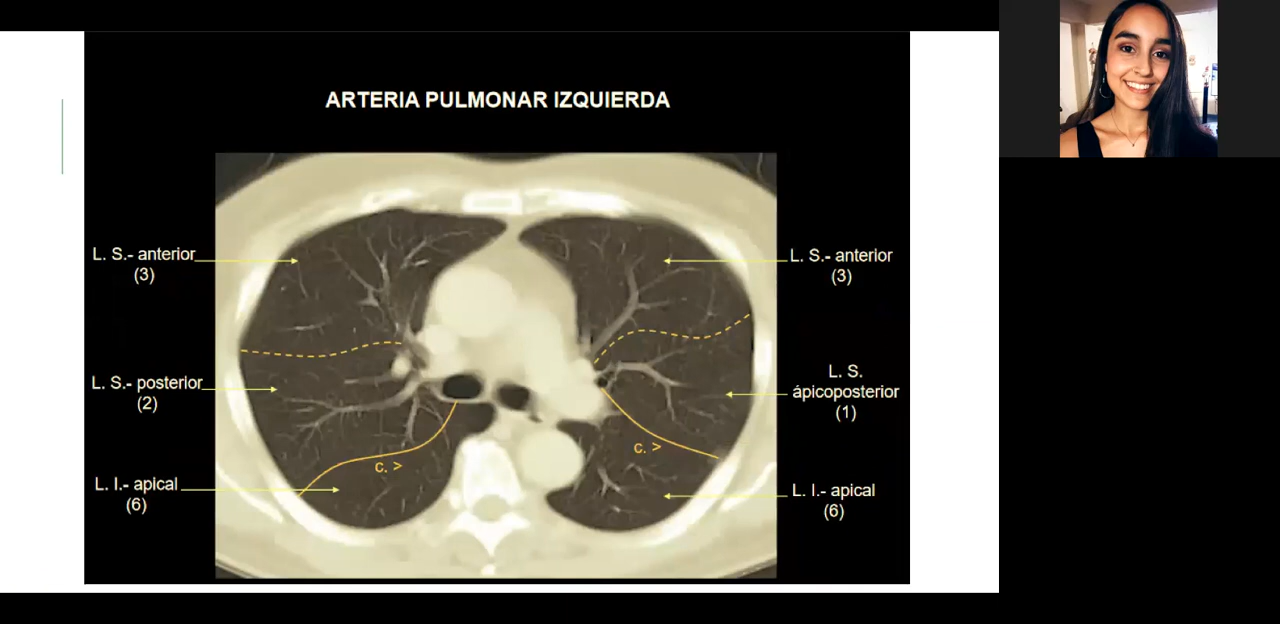 ARTERIA PULMONAR IZQUIERDA
L. S.- anterior
(3)
L. S.- posterior
(2)
L. I.- apical
(6)
c. >
c. >
L. S.- anterior
(3)
L. S.
ápicoposterior
(1)
L. I.- apical
(6)